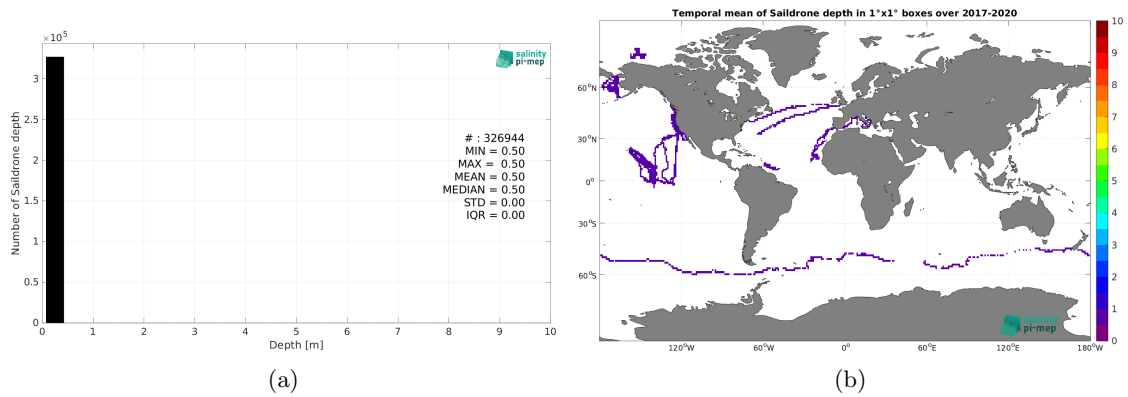 x 10^5
salinity
pi-mep
Number of Saildrone depth
3
2.5
2
1.5
1
0.5
0
# : 326944
MIN = 0.50
MAX = 0.50
MEAN = 0.50
MEDIAN = 0.50
STD = 0.00
IQR = 0.00
0 1 2 3 4 5 6 7 8 9 10
Depth [m]
(a)
Temporal mean of Saildrone depth in 1°x1° boxes over 2017-2020
60°N
30°N
0°
30°S
60°S
120°W 60°W 0° 60°E 120°E 180°W
salinity
pi-mep
10
9
8
7
6
5
4
3
2
1
0
(b)